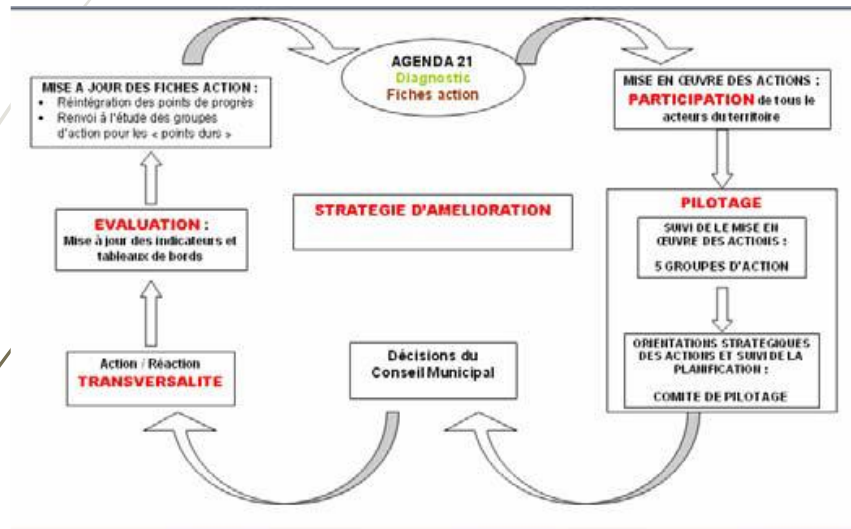 AGENDA 21
Diagnostic
Fiches action
MISE EN ŒUVRE DES ACTIONS :
PARTICIPATION de tous le
acteurs du territoire
PILOTAGE
SUIVI DE LE MISE EN
ŒUVRE DES ACTIONS :
5 GROUPES D'ACTION
ORIENTATIONS STRATEGIQUES
DES ACTIONS ET SUIVI DE LA
PLANIFICATION :
COMITE DE PILOTAGE
Décisions du
Conseil Municipal
Action / Réaction
TRANSVERSALITE
EVALUATION :
Mise à jour des indicateurs et
tableaux de bords
MISE A JOUR DES FICHES ACTION :
• Réintégration des points de progrès
• Renvoi à l'étude des groupes
d'action pour les « points durs »
STRATEGIE D'AMELIORATION